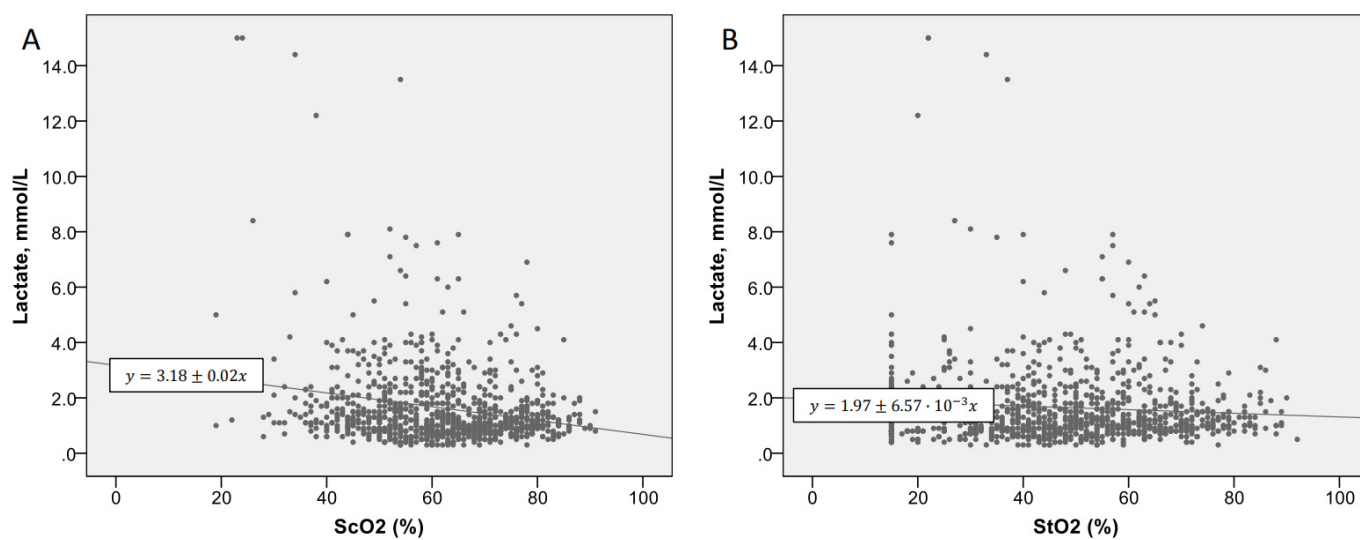 A
Lactate, mmol/L
14.0
12.0
10.0
8.0
6.0
4.0
2.0
.0
y = 3.18 ± 0.02x
0 20 40 60 80 100
ScO2 (%)
B
Lactate, mmol/L
14.0
12.0
10.0
8.0
6.0
4.0
2.0
.0
y = 1.97 ± 6.57 · 10⁻³x
0 20 40 60 80 100
StO2 (%)